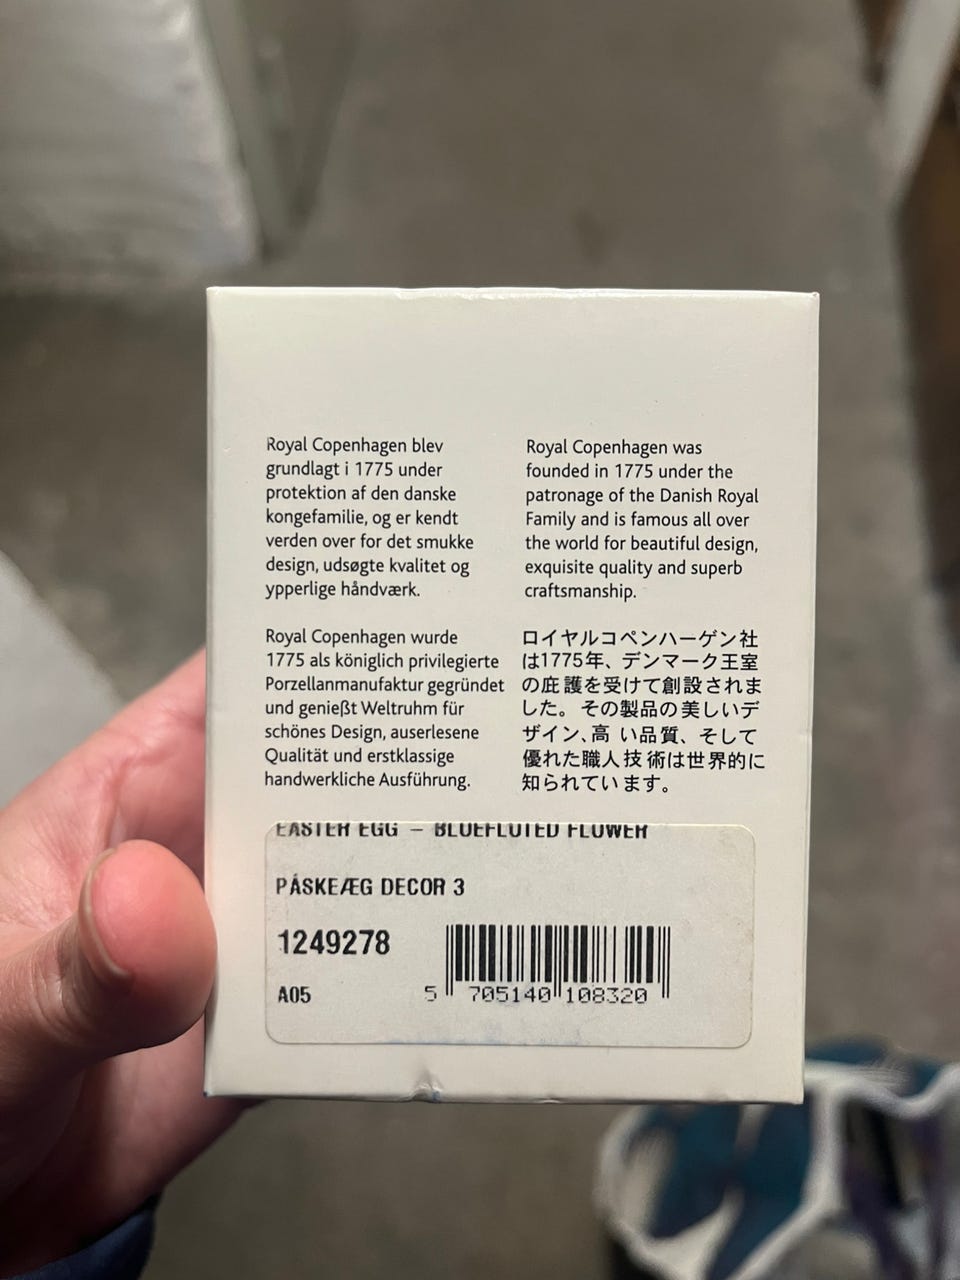 Royal Copenhagen blev
grundlagt i 1775 under
protektion af den danske
kongefamilie, og er kendt
verden over for det smukke
design, udsøgte kvalitet og
ypperlige håndværk.
Royal Copenhagen was
founded in 1775 under the
patronage of the Danish Royal
Family and is famous all over
the world for beautiful design,
exquisite quality and superb
craftsmanship.
Royal Copenhagen wurde
1775 als königlich privilegierte
Porzellanmanufaktur gegründet
und genießt Weltruhm für
schönes Design, auserlesene
Qualität und erstklassige
handwerkliche Ausführung.
ロイヤルコペンハーゲン社
は1775年、デンマーク王室
の庇護を受けて創設されま
した。その製品の美しいデ
ザイン、高い品質、そして
優れた職人技術は世界的に
知られています。
EASTER EGG – BLUEFLUTED FLOWER
PÅSKEÆG DECOR 3
1249278
A05
5 705140 108320